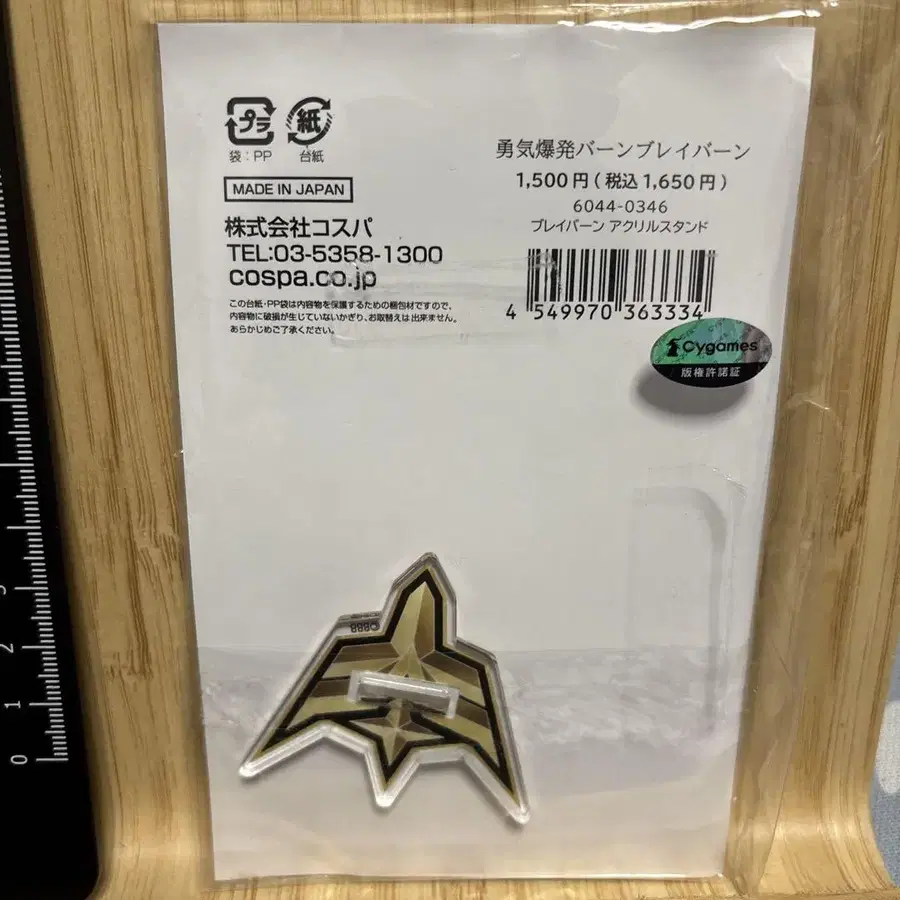 プラ
紙
袋：PP
台紙
MADE IN JAPAN
株式会社コスパ
TEL:03-5358-1300
cospa.co.jp
この台紙・PP袋は内容物を保護するための梱包材ですので、
内容物に破損が生じていないかぎり、お取替えは出来ません。
あらかじめご了承ください。
勇気爆発バーンブレイバーン
1,500円(税込1,650円)
6044-0346
ブレイバーン アクリルスタンド
4 549970 363334
Cygames
版権許諾証
©888
0
1
2
3